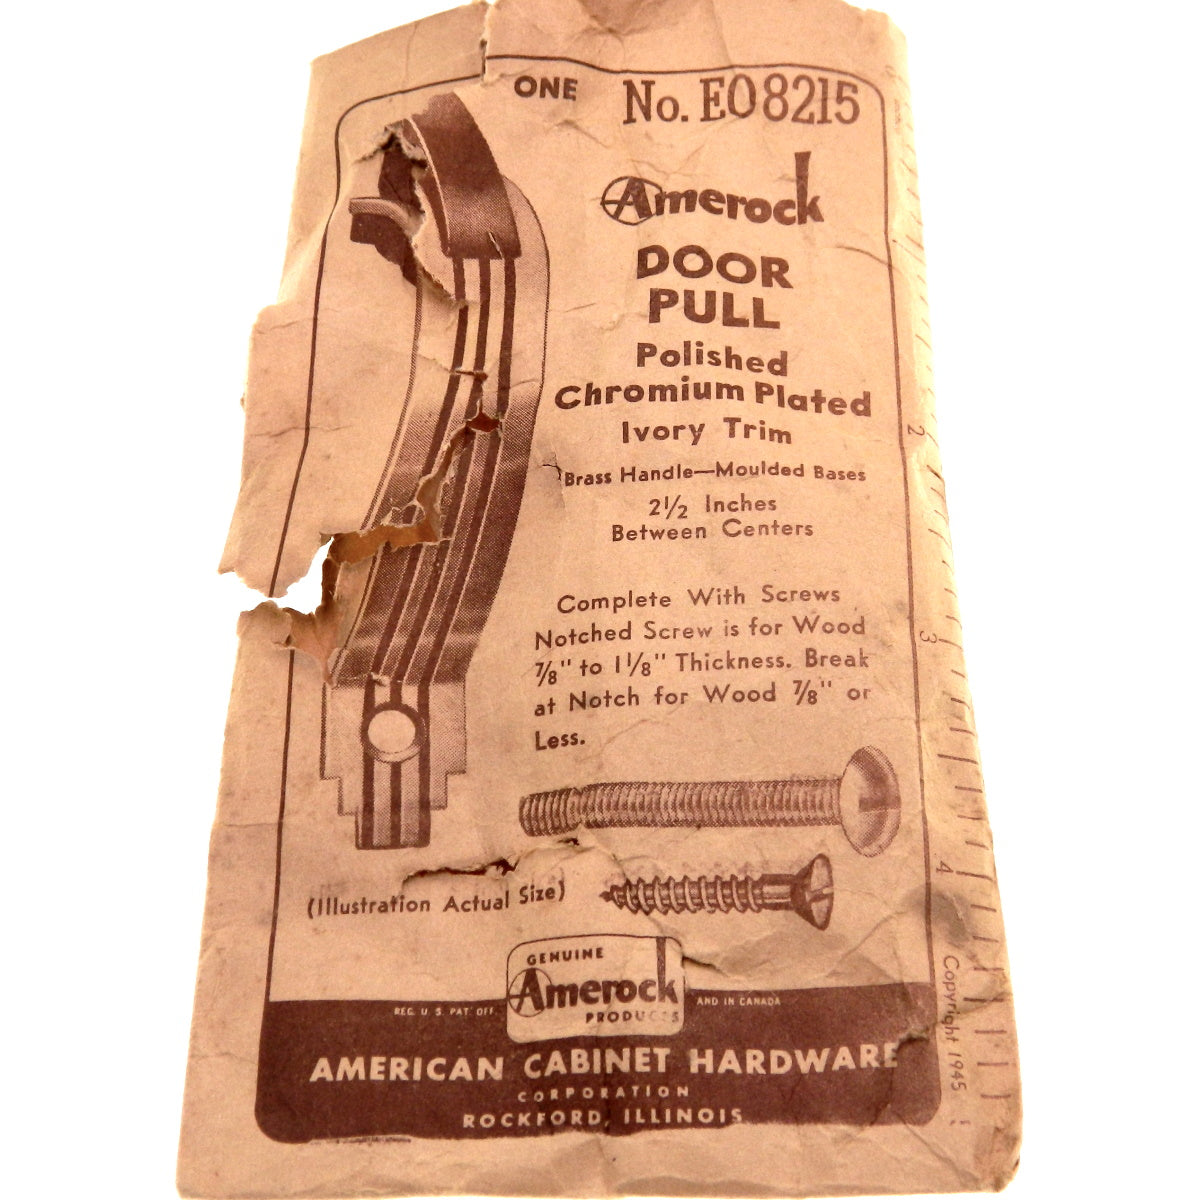 ONE No. E08215
Amerock
DOOR
PULL
Polished
Chromium Plated
Ivory Trim
Brass Handle—Moulded Bases
2½ Inches
Between Centers
Complete With Screws
Notched Screw is for Wood
⅞" to 1⅛" Thickness. Break
at Notch for Wood ⅞" or
Less.
(Illustration Actual Size)
GENUINE
Amerock
PRODUCTS
REG. U S PAT OFF.
AND IN CANADA
AMERICAN CABINET HARDWARE
CORPORATION
ROCKFORD, ILLINOIS
2
3
4
Copyright 1945